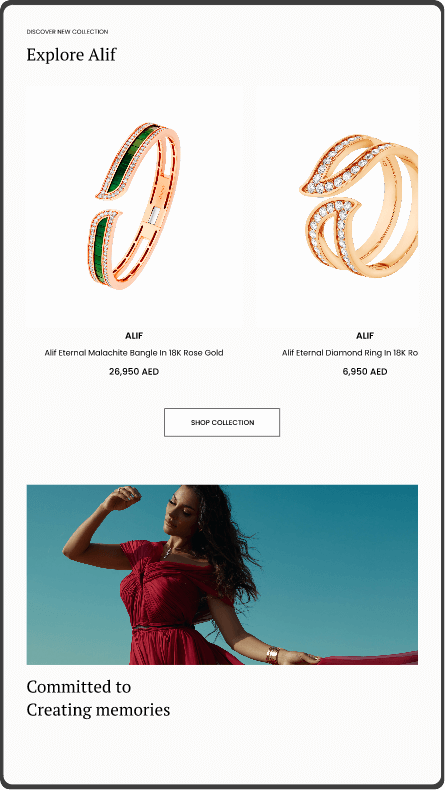 DISCOVER NEW COLLECTION
Explore Alif
ALIF
Alif Eternal Malachite Bangle In 18K Rose Gold
26,950 AED
ALIF
Alif Eternal Diamond Ring In 18K Ro
6,950 AED
SHOP COLLECTION
Committed to
Creating memories